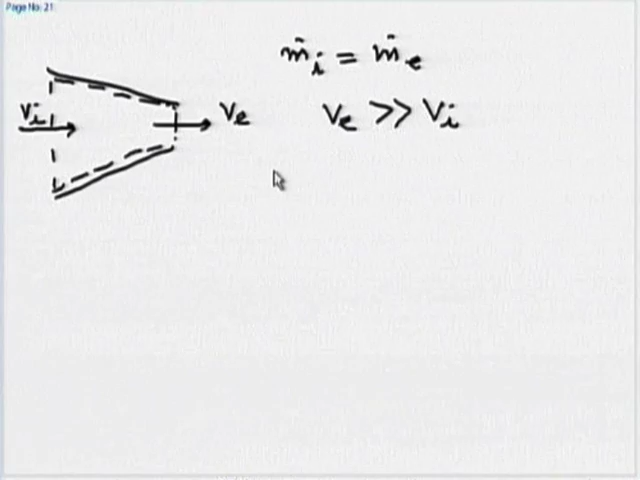 Page No: 21
ṁᵢ = ṁₑ
Vᵢ
Vₑ
Vₑ >> Vᵢ